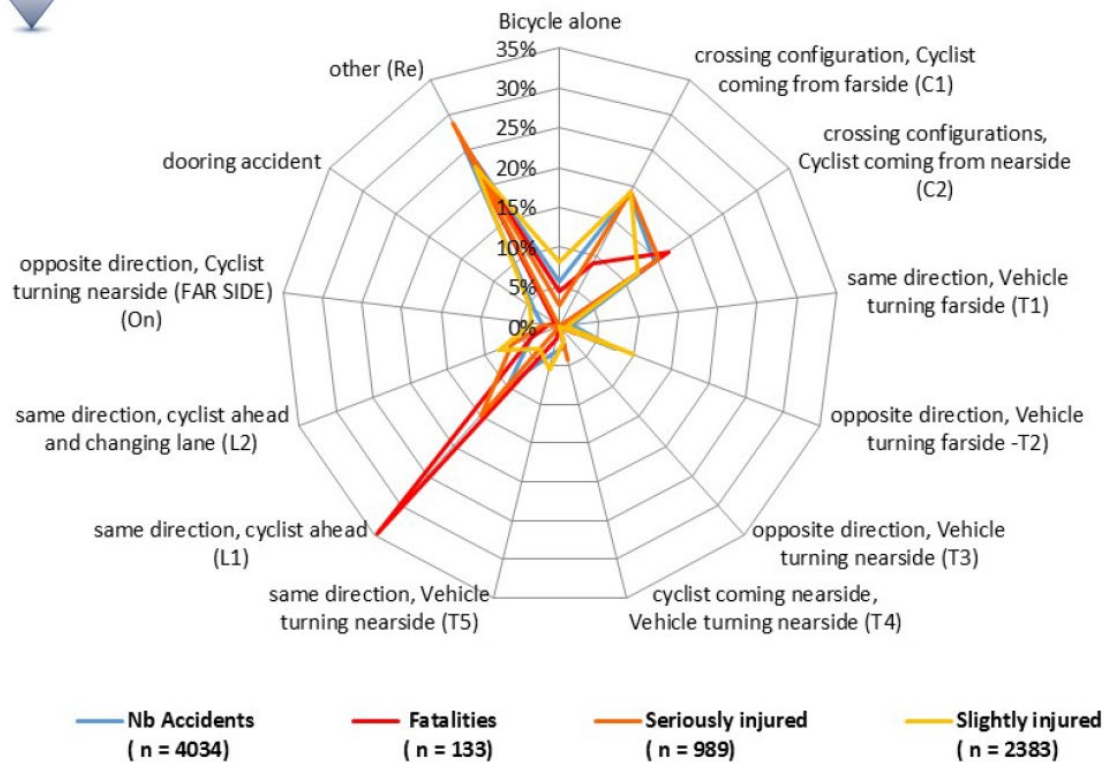 Bicycle alone
35%
30%
25%
20%
15%
10%
5%
0%
crossing configuration, Cyclist
coming from farside (C1)
crossing configurations,
Cyclist coming from nearside
(C2)
same direction, Vehicle
turning farside (T1)
opposite direction, Vehicle
turning farside -T2)
opposite direction, Vehicle
turning nearside (T3)
cyclist coming nearside,
Vehicle turning nearside (T4)
same direction, Vehicle
turning nearside (T5)
same direction, cyclist ahead
(L1)
same direction, cyclist ahead
and changing lane (L2)
opposite direction, Cyclist
turning nearside (FAR SIDE)
(On)
dooring accident
other (Re)
Nb Accidents
( n = 4034)
Fatalities
( n = 133)
Seriously injured
( n = 989)
Slightly injured
( n = 2383)